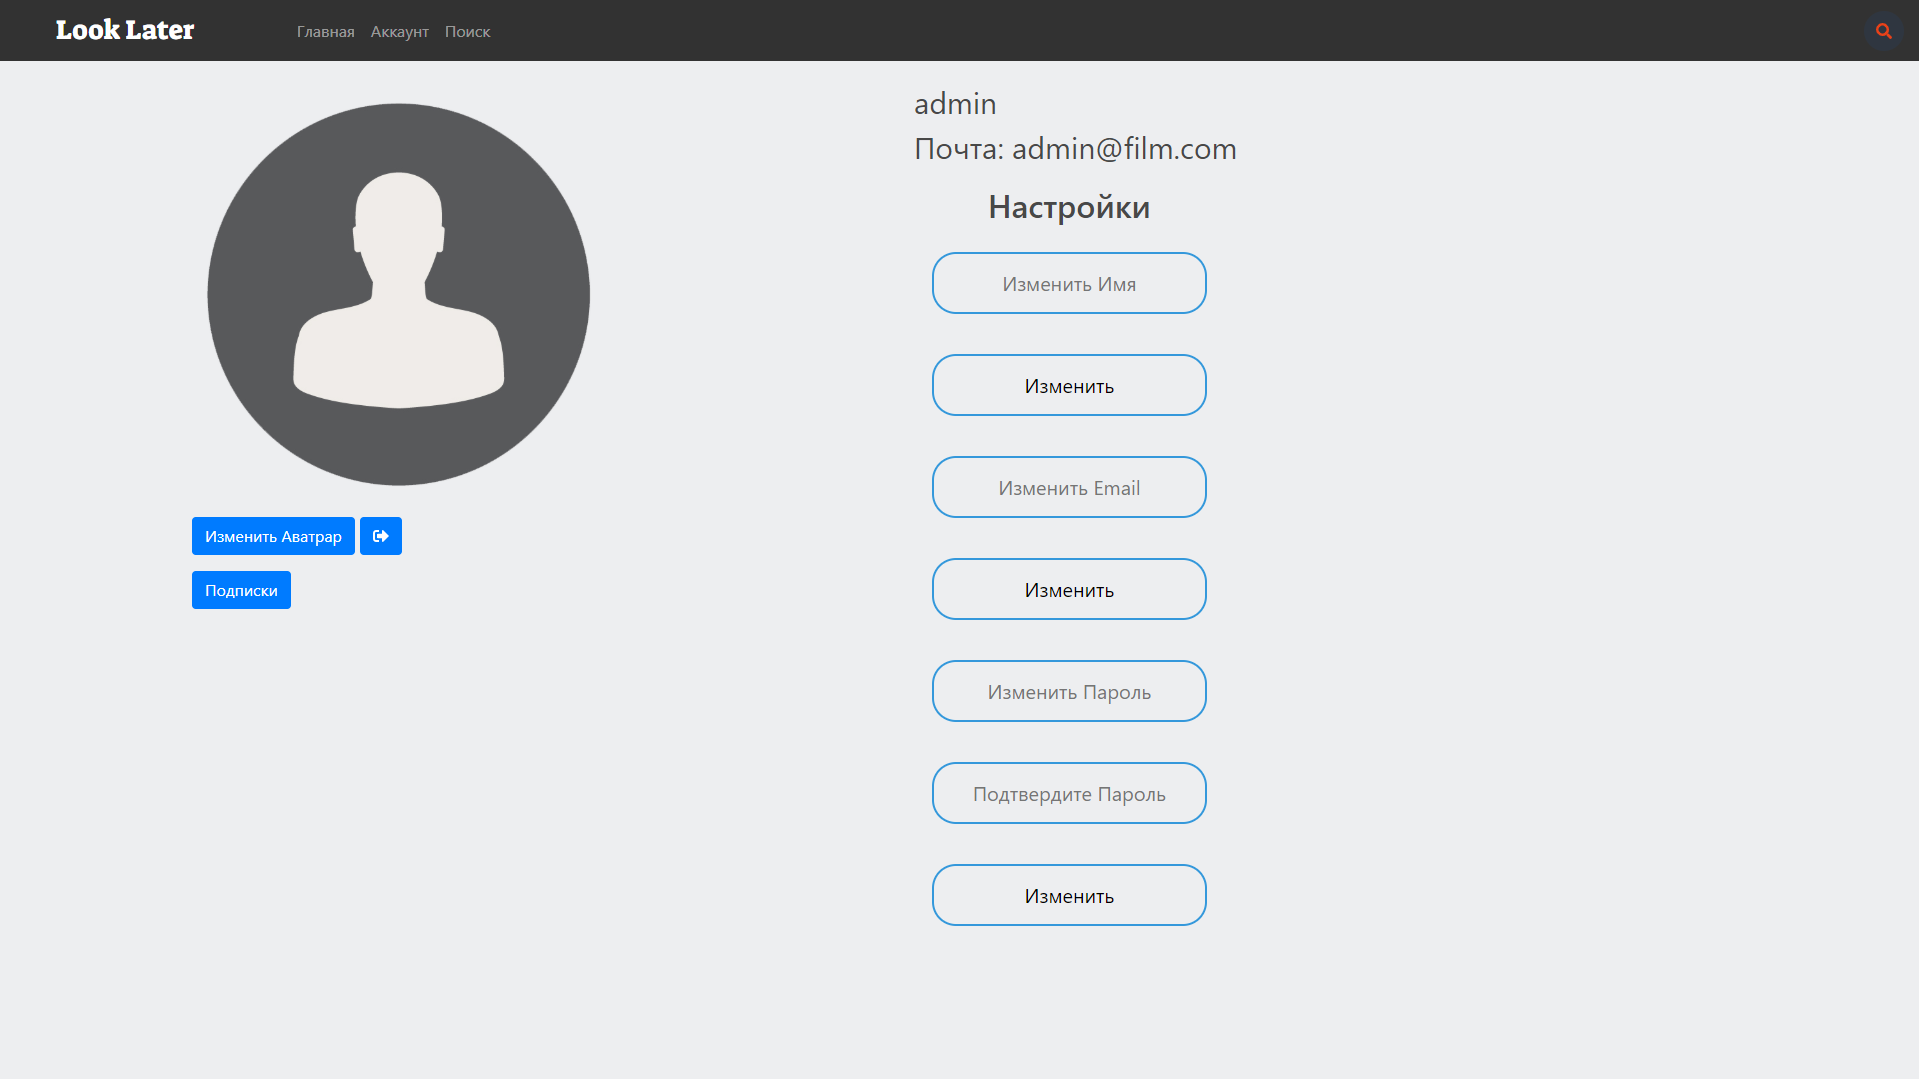 Look Later
Главная Аккаунт Поиск
admin
Почта: admin@film.com
Настройки
Изменить Имя
Изменить
Изменить Email
Изменить
Изменить Пароль
Подтвердите Пароль
Изменить
Изменить Аватрар
Подписки